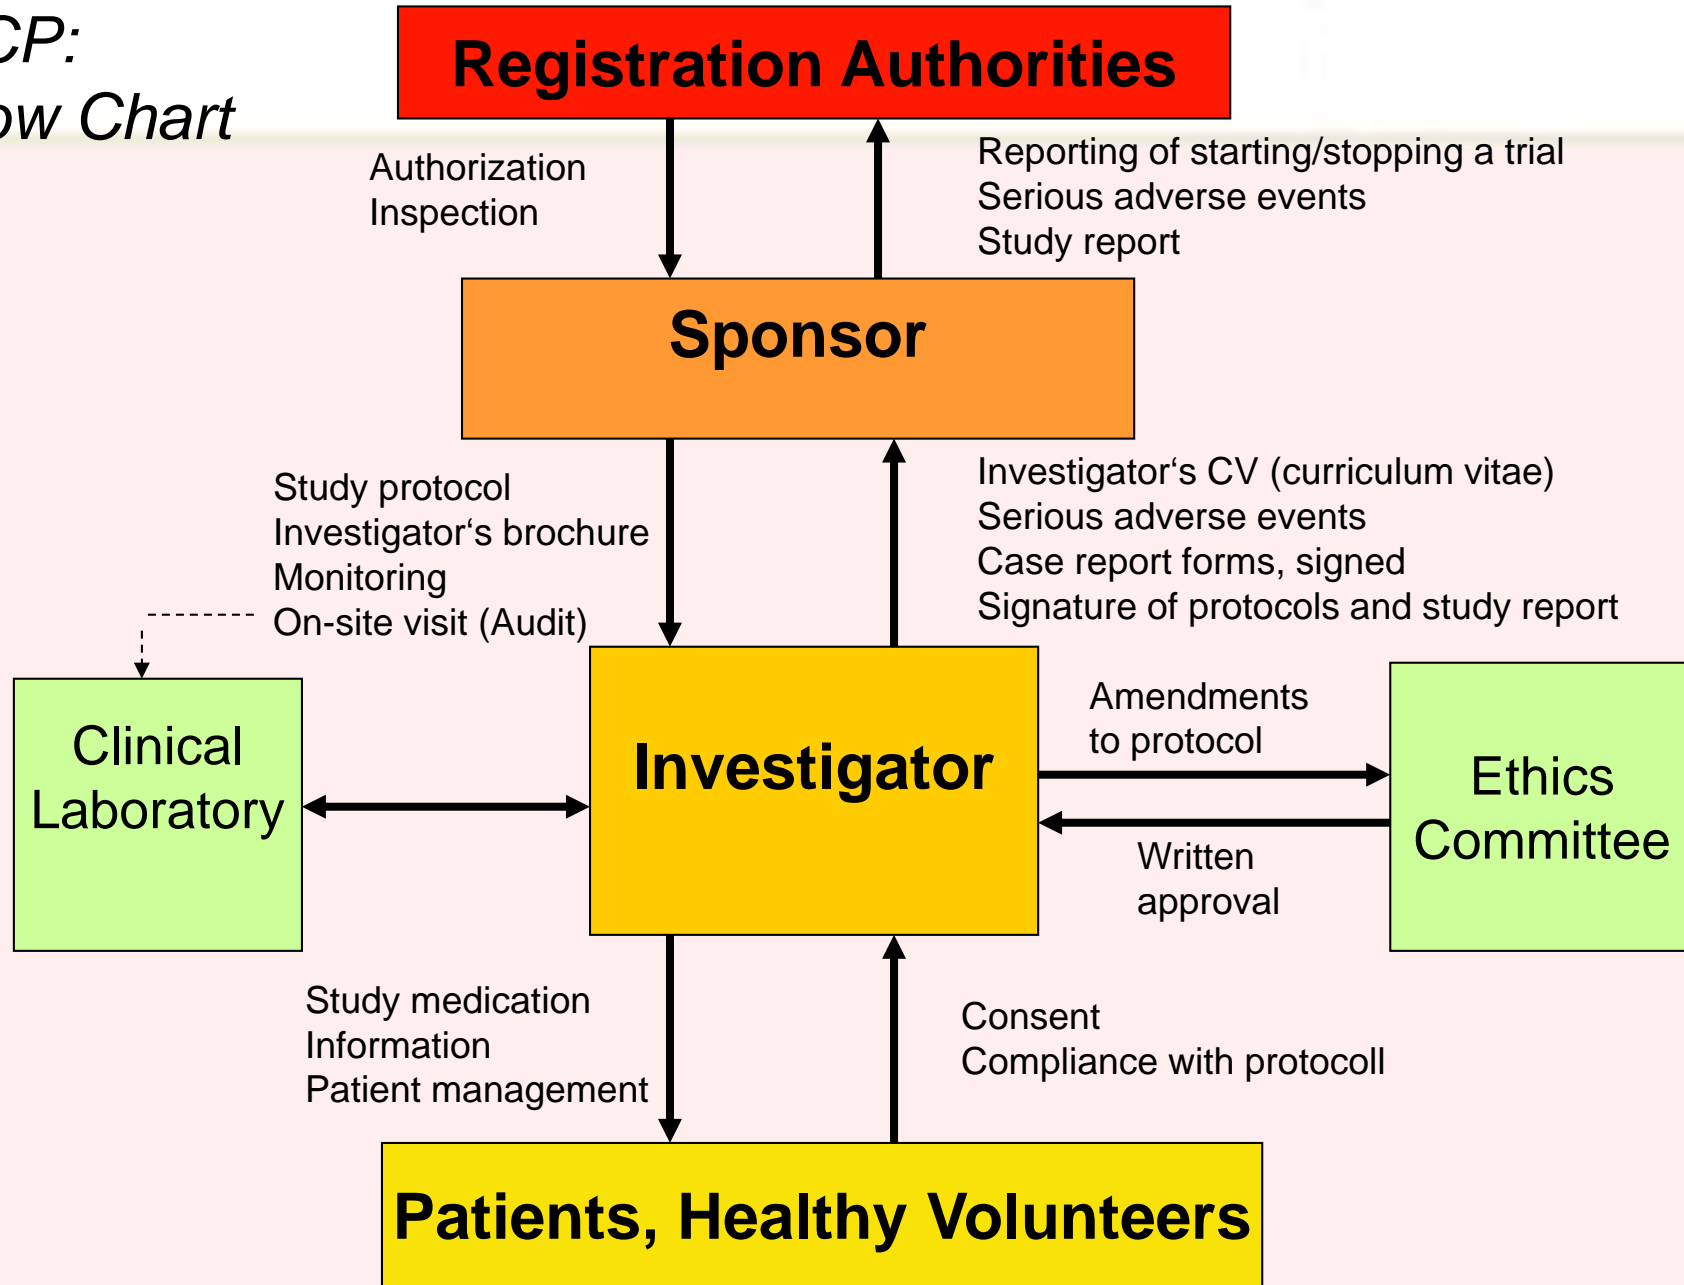 CP:
ow Chart
Registration Authorities
Authorization
Inspection
Reporting of starting/stopping a trial
Serious adverse events
Study report
Sponsor
Study protocol
Investigator‘s brochure
Monitoring
On-site visit (Audit)
Investigator‘s CV (curriculum vitae)
Serious adverse events
Case report forms, signed
Signature of protocols and study report
Clinical
Laboratory
Investigator
Amendments
to protocol
Written
approval
Ethics
Committee
Study medication
Information
Patient management
Consent
Compliance with protocoll
Patients, Healthy Volunteers